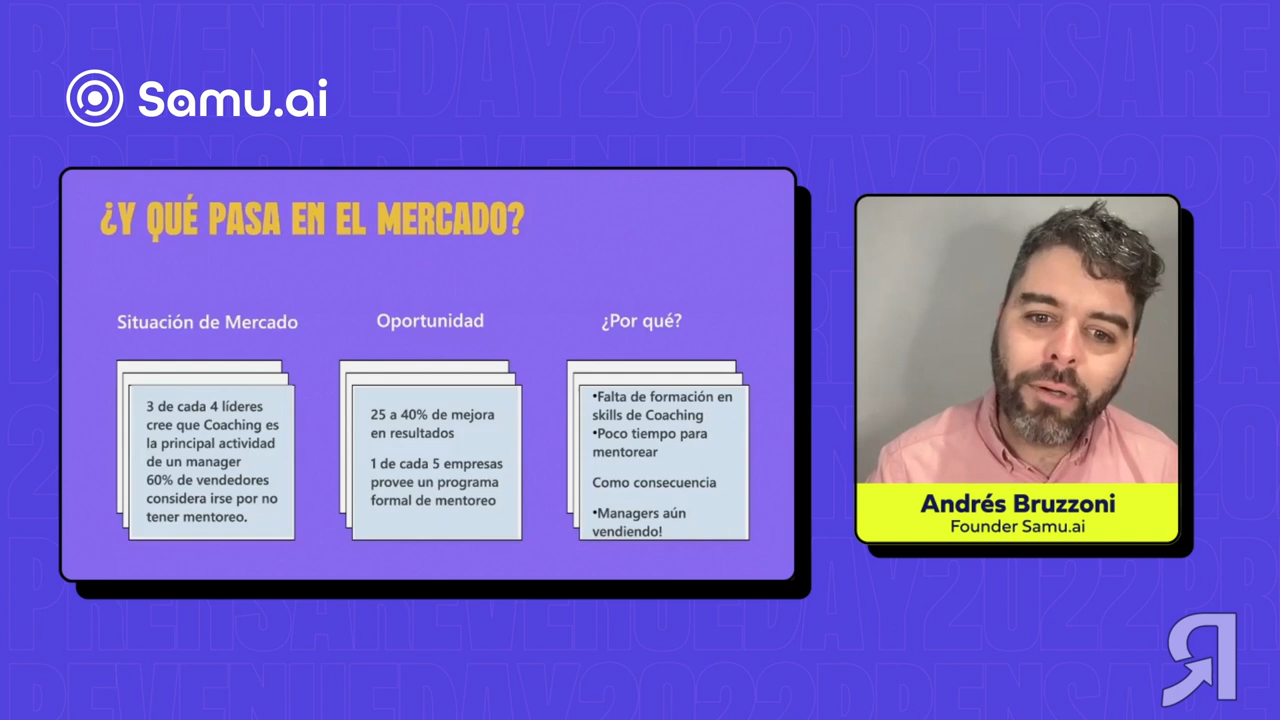 REVENUEDAY2022PRENSARE
Samu.ai
¿Y QUÉ PASA EN EL MERCADO?
Situación de Mercado
3 de cada 4 líderes
cree que Coaching es
la principal actividad
de un manager
60% de vendedores
considera irse por no
tener mentoreo.
Oportunidad
25 a 40% de mejora
en resultados
1 de cada 5 empresas
provee un programa
formal de mentoreo
¿Por qué?
•Falta de formación en
skills de Coaching
•Poco tiempo para
mentorear
Como consecuencia
•Managers aún
vendiendo!
Andrés Bruzzoni
Founder Samu.ai